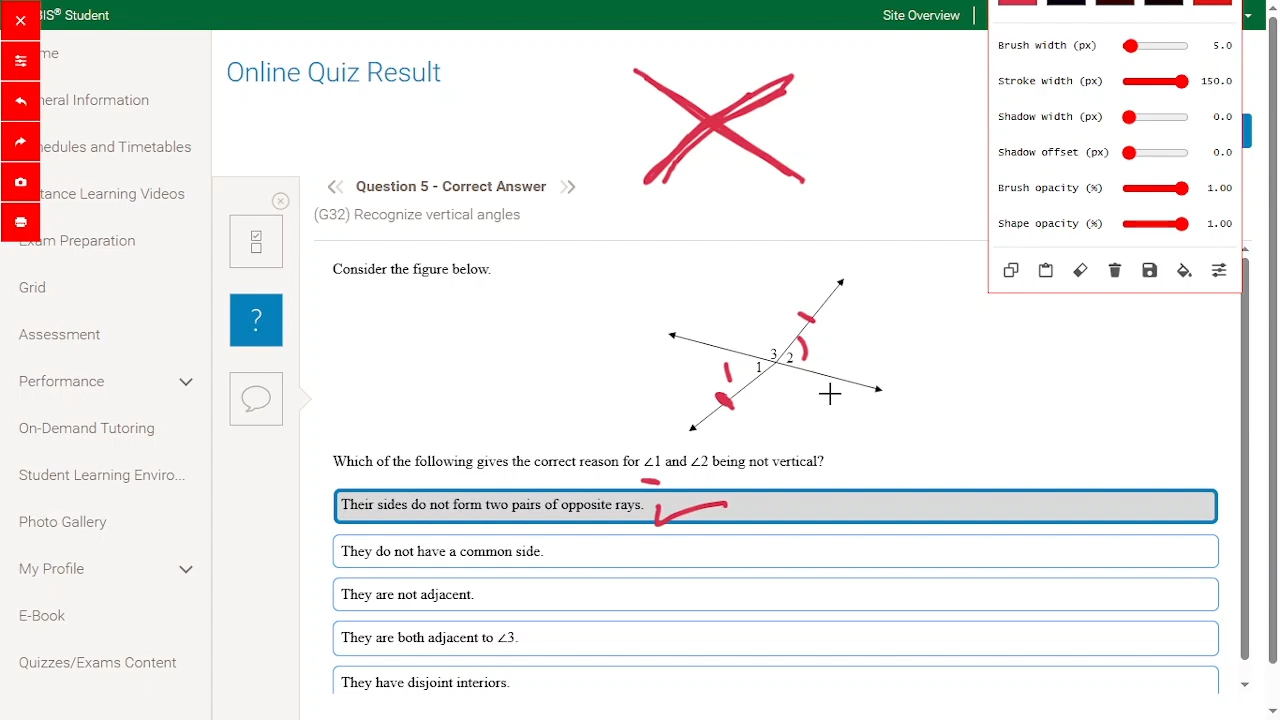 BIS® Student
Site Overview
me
neral Information
hedules and Timetables
stance Learning Videos
Exam Preparation
Grid
Assessment
Performance
On-Demand Tutoring
Student Learning Enviro...
Photo Gallery
My Profile
E-Book
Quizzes/Exams Content
Online Quiz Result
Question 5 - Correct Answer
(G32) Recognize vertical angles
Consider the figure below.
3
1
2
Which of the following gives the correct reason for ∠1 and ∠2 being not vertical?
Their sides do not form two pairs of opposite rays.
They do not have a common side.
They are not adjacent.
They are both adjacent to ∠3.
They have disjoint interiors.
?
Brush width (px) 5.0
Stroke width (px) 150.0
Shadow width (px) 0.0
Shadow offset (px) 0.0
Brush opacity (%) 1.00
Shape opacity (%) 1.00